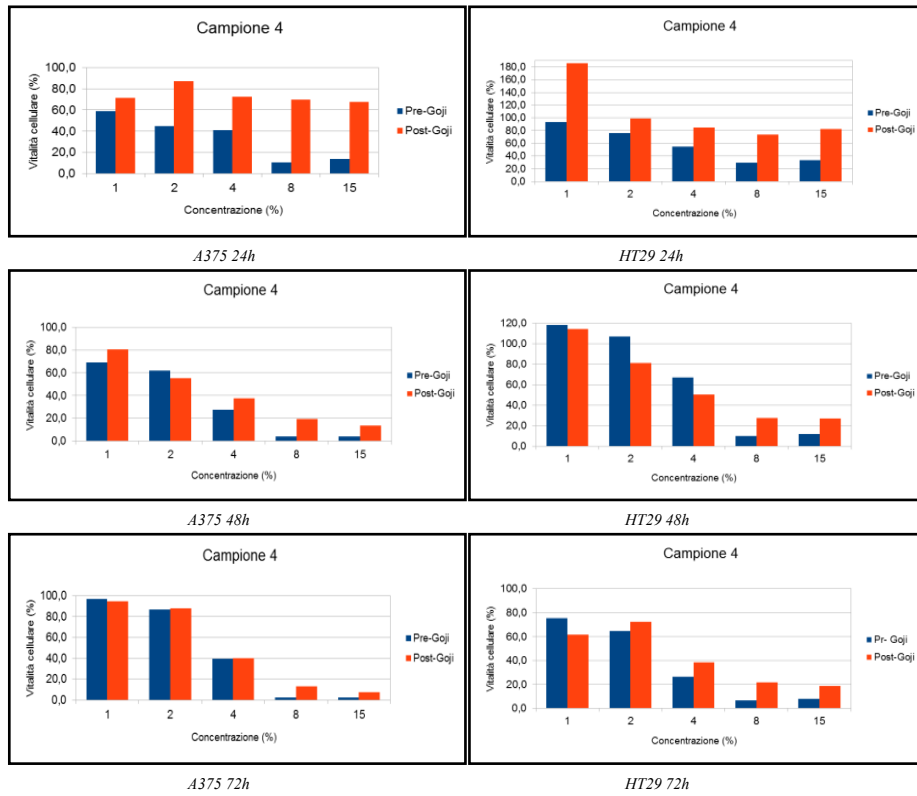 Campione 4
Vitalità cellulare (%)
100,0
80,0
60,0
40,0
20,0
0,0
1 2 4 8 15
Concentrazione (%)
Pre-Goji
Post-Goji
A375 24h
Campione 4
Vitalità cellulare (%)
180,0
160,0
140,0
120,0
100,0
80,0
60,0
40,0
20,0
0,0
1 2 4 8 15
Concentrazione (%)
Pre-Goji
Post-Goji
HT29 24h
Campione 4
Vitalità cellulare (%)
100,0
80,0
60,0
40,0
20,0
0,0
1 2 4 8 15
Concentrazione (%)
Pre-Goji
Post-Goji
A375 48h
Campione 4
Vitalità cellulare (%)
120,0
100,0
80,0
60,0
40,0
20,0
0,0
1 2 4 8 15
Concentrazione (%)
Pre-Goji
Post-Goji
HT29 48h
Campione 4
Vitalità cellulare (%)
100,0
80,0
60,0
40,0
20,0
0,0
1 2 4 8 15
Concentrazione (%)
Pre-Goji
Post-Goji
A375 72h
Campione 4
Vitalità cellulare (%)
100,0
80,0
60,0
40,0
20,0
0,0
1 2 4 8 15
Concentrazione (%)
Pr- Goji
Post-Goji
HT29 72h